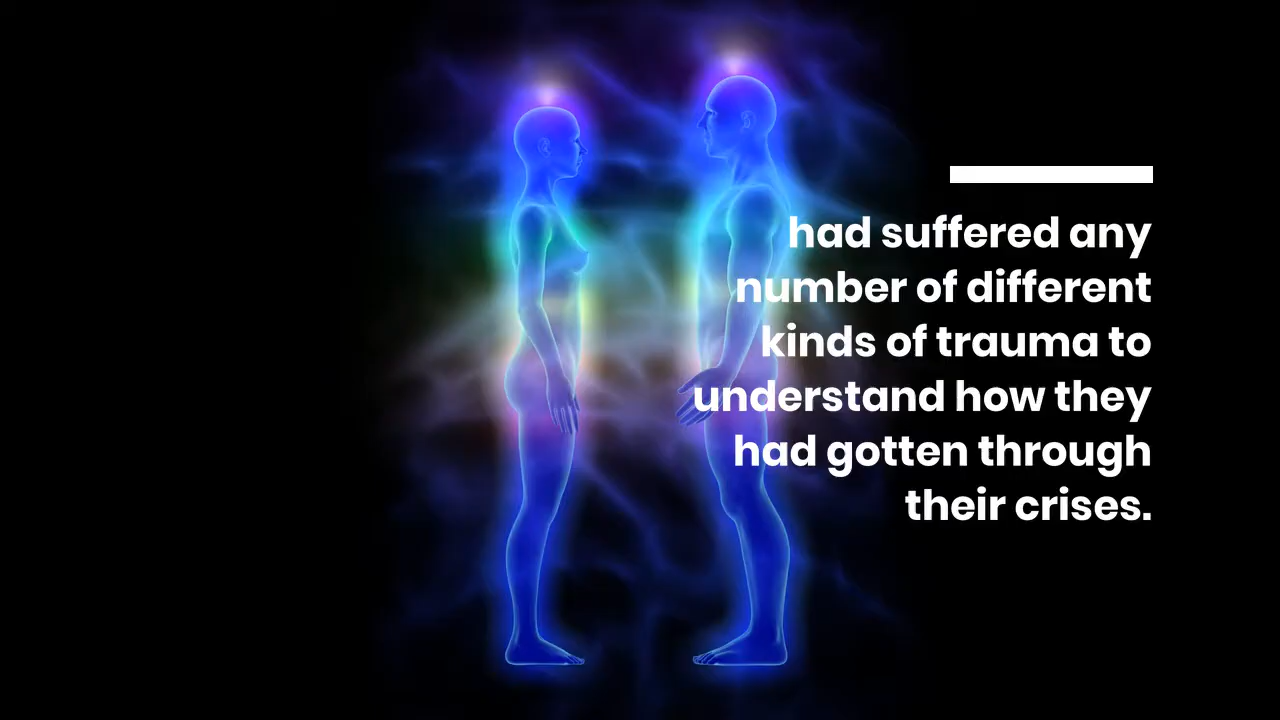 had suffered any
number of different
kinds of trauma to
understand how they
had gotten through
their crises.